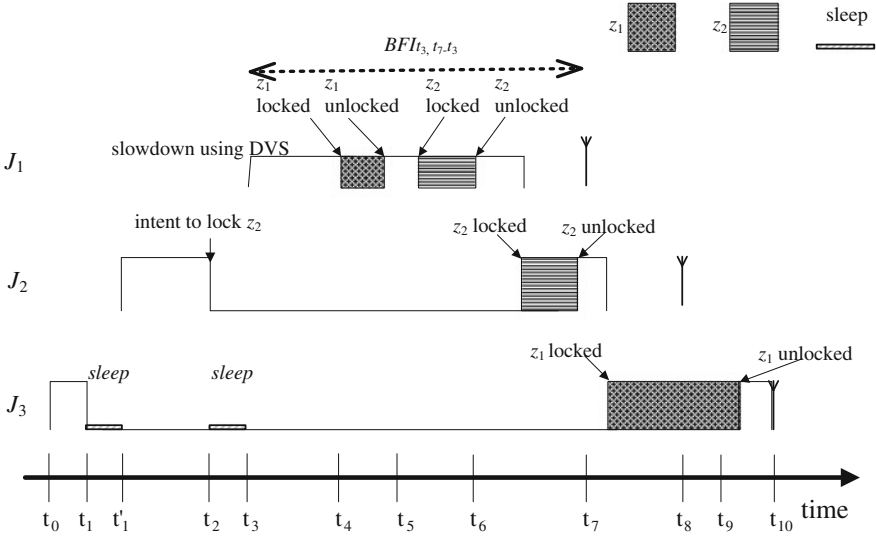 z1 z2 sleep
BFI t3, t7-t3
z1 locked
z1 unlocked
z2 locked
z2 unlocked
J1
slowdown using DVS
intent to lock z2
z2 locked
z2 unlocked
J2
z1 locked
z1 unlocked
sleep
sleep
J3
t0 t1 t'1 t2 t3 t4 t5 t6 t7 t8 t9 t10 time